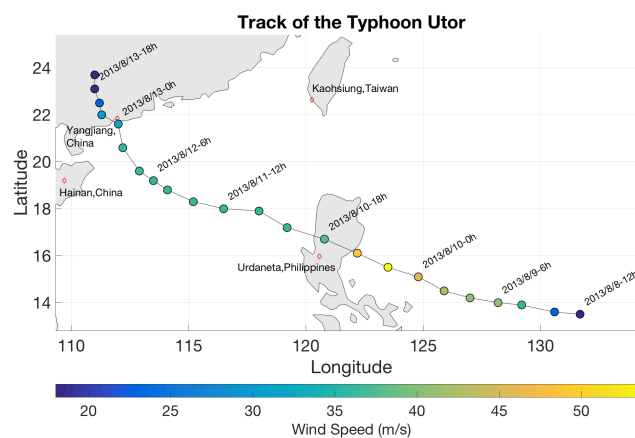 Track of the Typhoon Utor
24
22
20
18
16
14
Latitude
2013/8/13-18h
2013/8/13-0h
Kaohsiung,Taiwan
Yangjiang,
China
2013/8/12-6h
Hainan,China
2013/8/11-12h
2013/8/10-18h
Urdaneta,Philippines
2013/8/10-0h
2013/8/9-6h
2013/8/8-12h
110
115
120
125
130
Longitude
20
25
30
35
40
45
50
Wind Speed (m/s)